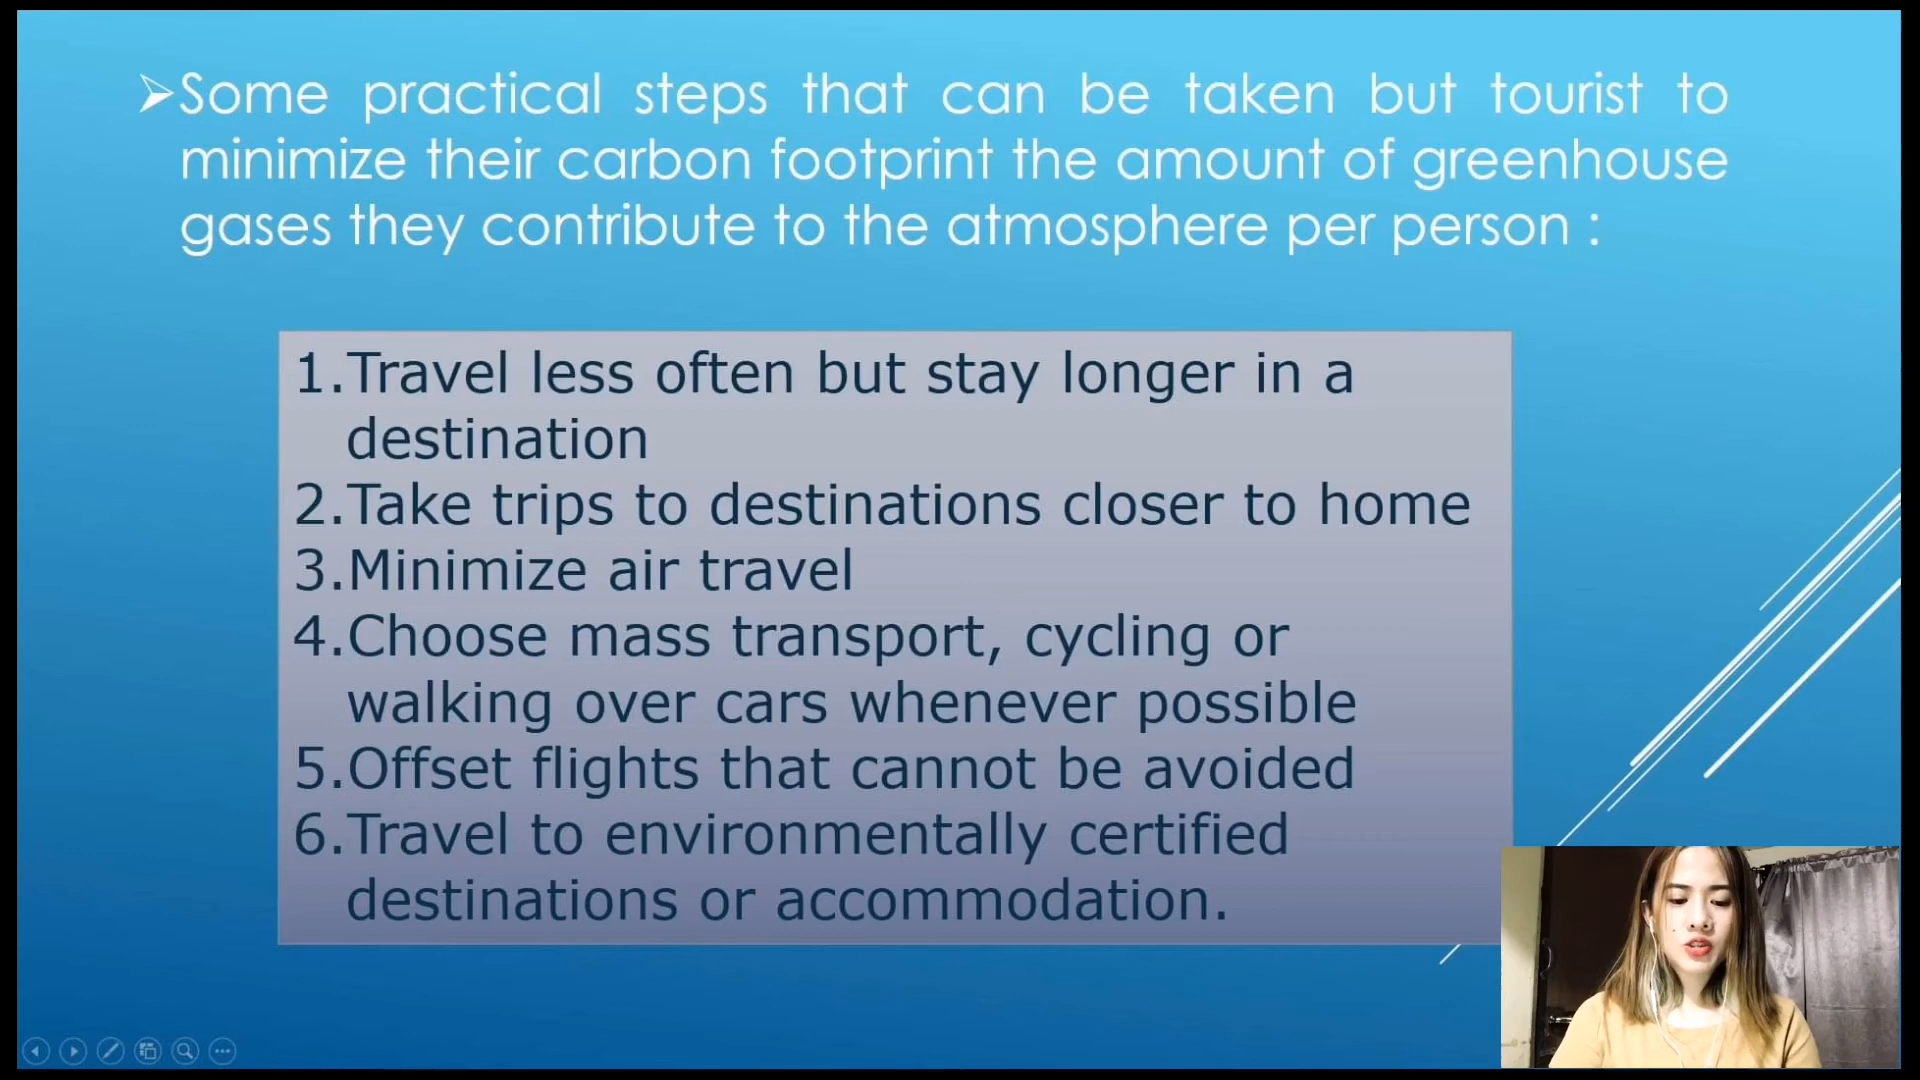 Some practical steps that can be taken but tourist to
minimize their carbon footprint the amount of greenhouse
gases they contribute to the atmosphere per person :
1.Travel less often but stay longer in a
destination
2.Take trips to destinations closer to home
3.Minimize air travel
4.Choose mass transport, cycling or
walking over cars whenever possible
5.Offset flights that cannot be avoided
6.Travel to environmentally certified
destinations or accommodation.